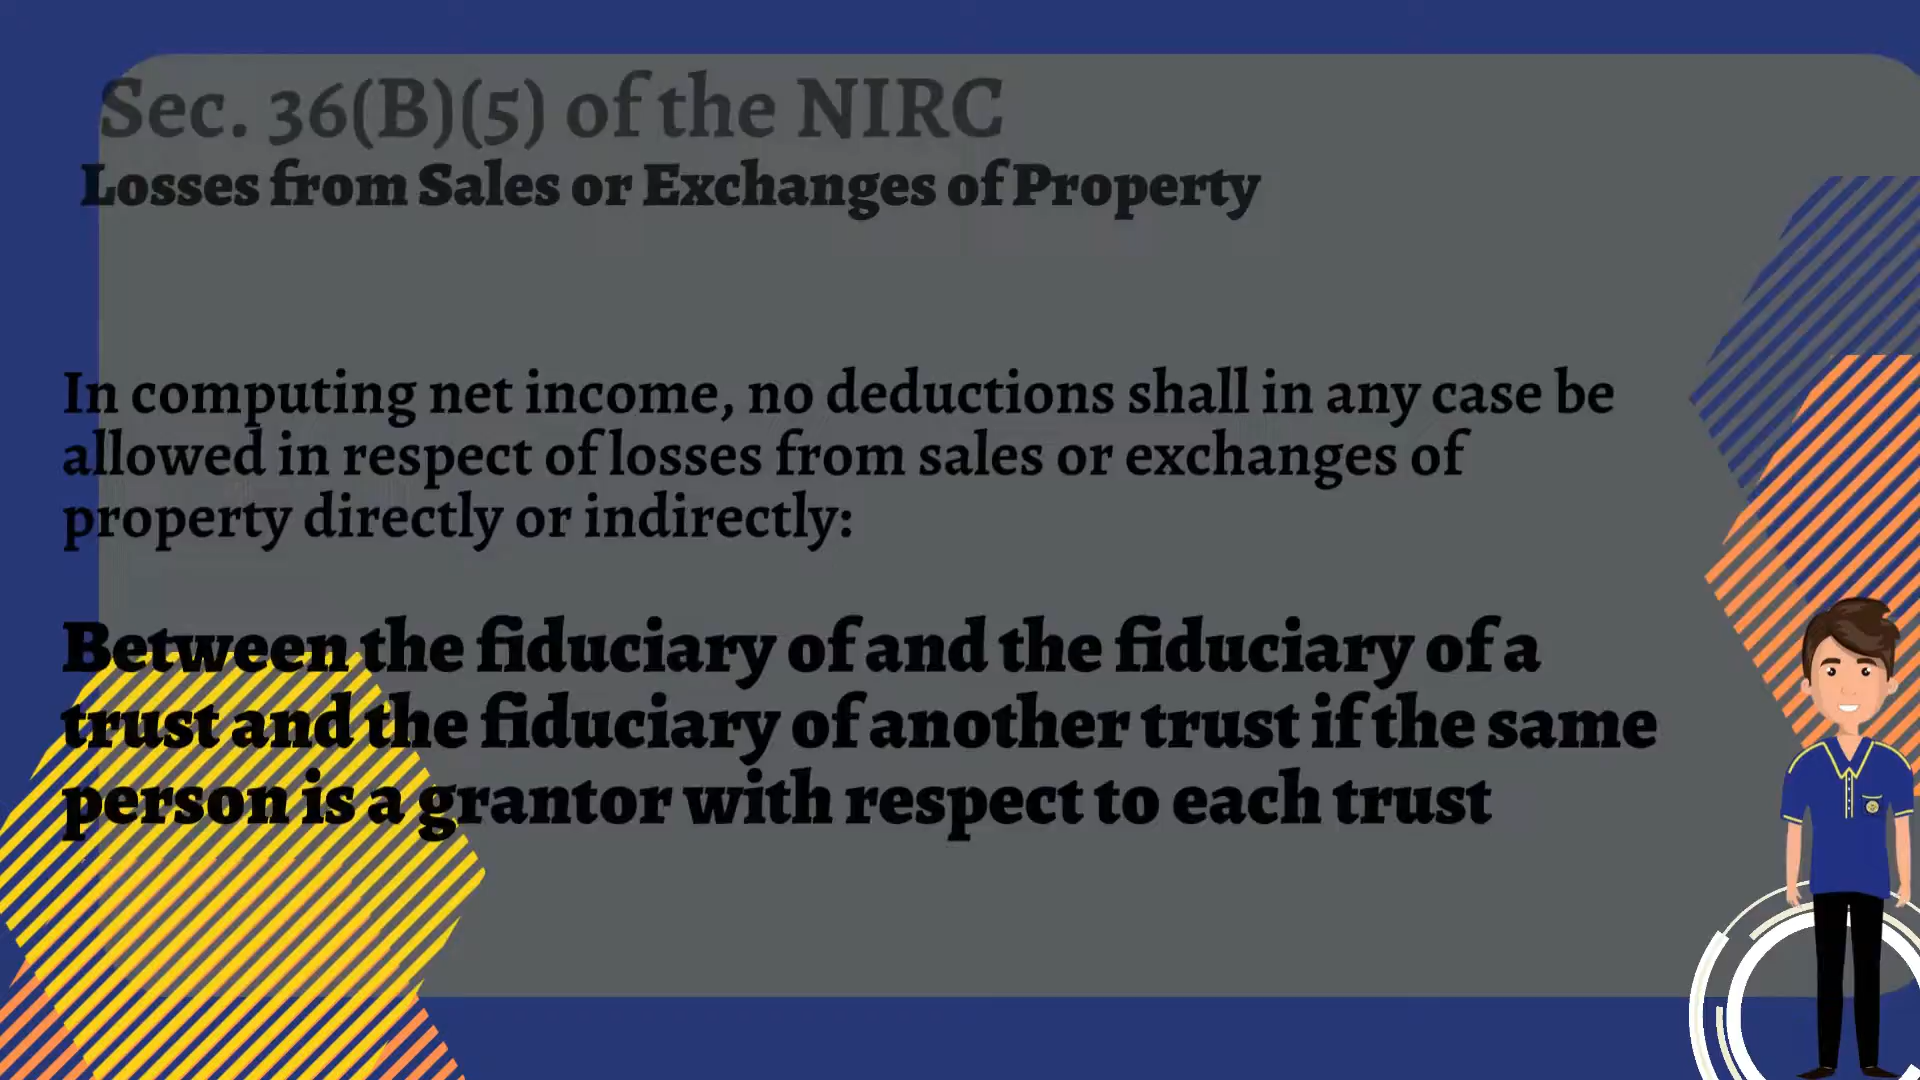 Sec. 36(B)(5) of the NIRC
Losses from Sales or Exchanges of Property
In computing net income, no deductions shall in any case be
allowed in respect of losses from sales or exchanges of
property directly or indirectly:
Between the fiduciary of and the fiduciary of a
trust and the fiduciary of another trust if the same
person is a grantor with respect to each trust